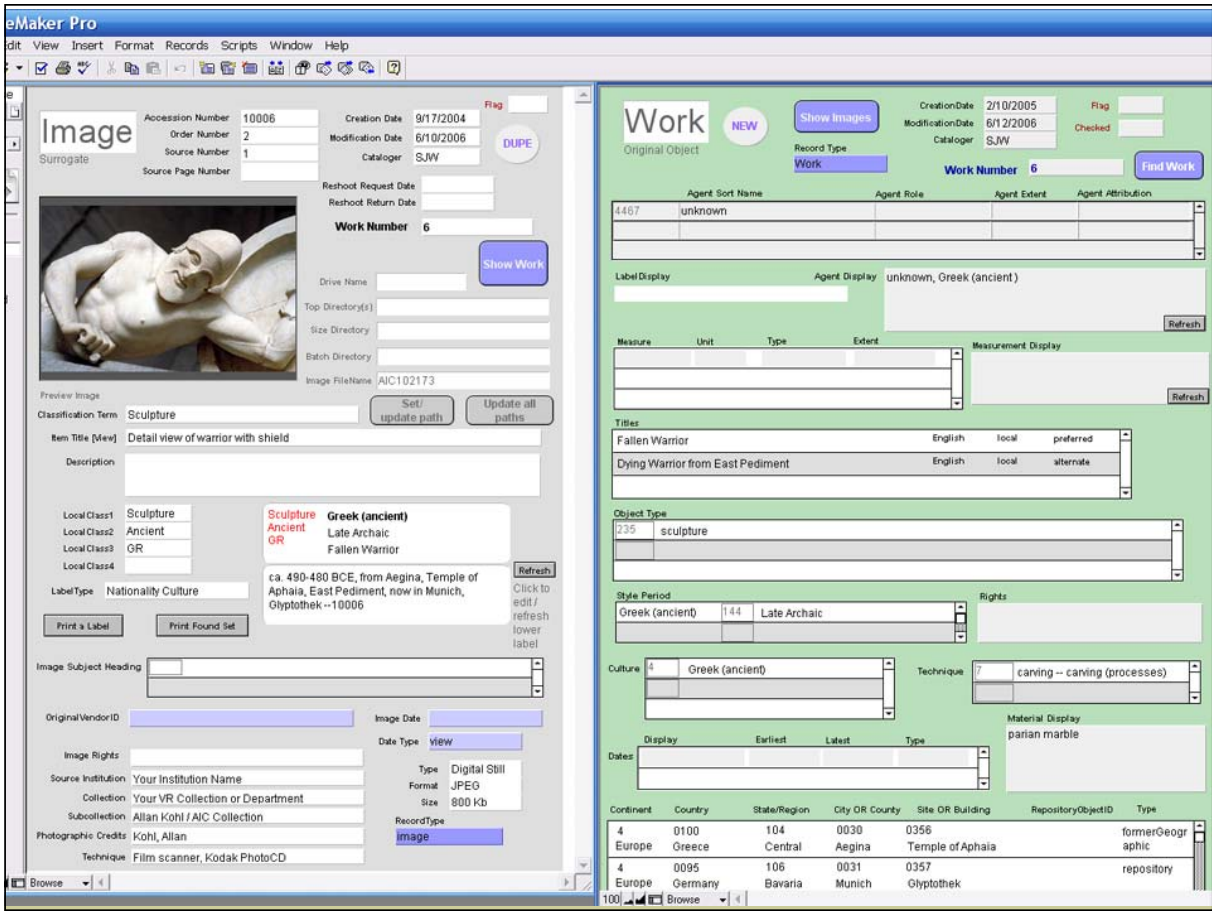 eMaker Pro
Edit View Insert Format Records Scripts Window Help
Image
Surrogate
Accession Number 10006
Order Number 2
Source Number 1
Source Page Number
Flag
Creation Date 9/17/2004
Modification Date 6/10/2006
Cataloger SJW
DUPE
Reshoot Request Date
Reshoot Return Date
Work Number 6
Show Work
Drive Name
Top Directory(s)
Size Directory
Batch Directory
Image FileName AIC102173
Preview Image
Set/ update path
Update all paths
Classification Term Sculpture
Item Title [View] Detail view of warrior with shield
Description
Local Class1 Sculpture
Local Class2 Ancient
Local Class3 GR
Local Class4
Sculpture Greek (ancient)
Ancient Late Archaic
GR Fallen Warrior
LabelType Nationality Culture
ca. 490-480 BCE, from Aegina, Temple of
Aphaia, East Pediment, now in Munich,
Glyptothek --10006
Refresh
Click to
edit /
refresh
lower
label
Print a Label
Print Found Set
Image Subject Heading
OriginalVendorID
Image Date
Date Type view
Image Rights
Source Institution Your Institution Name
Collection Your VR Collection or Department
Subcollection Allan Kohl / AIC Collection
Photographic Credits Kohl, Allan
Technique Film scanner, Kodak PhotoCD
Type Digital Still
Format JPEG
Size 800 Kb
RecordType
image
Browse
Work
Original Object
NEW
Show Images
Record Type
Work
CreationDate 2/10/2005
ModificationDate 6/12/2006
Cataloger SJW
Flag
Checked
Work Number 6
Find Work
Agent Sort Name Agent Role Agent Extent Agent Attribution
4467 unknown
Label Display
Agent Display unknown, Greek (ancient )
Refresh
Measure Unit Type Extent
Measurement Display
Refresh
Titles
Fallen Warrior English local preferred
Dying Warrior from East Pediment English local alternate
Object Type
235 sculpture
Style Period
Greek (ancient) 144 Late Archaic
Rights
Culture 4 Greek (ancient)
Technique 7 carving -- carving (processes)
Material Display
parian marble
Display Earliest Latest Type
Dates
Continent Country State/Region City OR County Site OR Building RepositoryObjectID Type
4 0100 104 0030 0356 formerGeogr
Europe Greece Central Aegina Temple of Aphaia aphic
4 0095 106 0031 0357 repository
Europe Germany Bavaria Munich Glyptothek
100 Browse